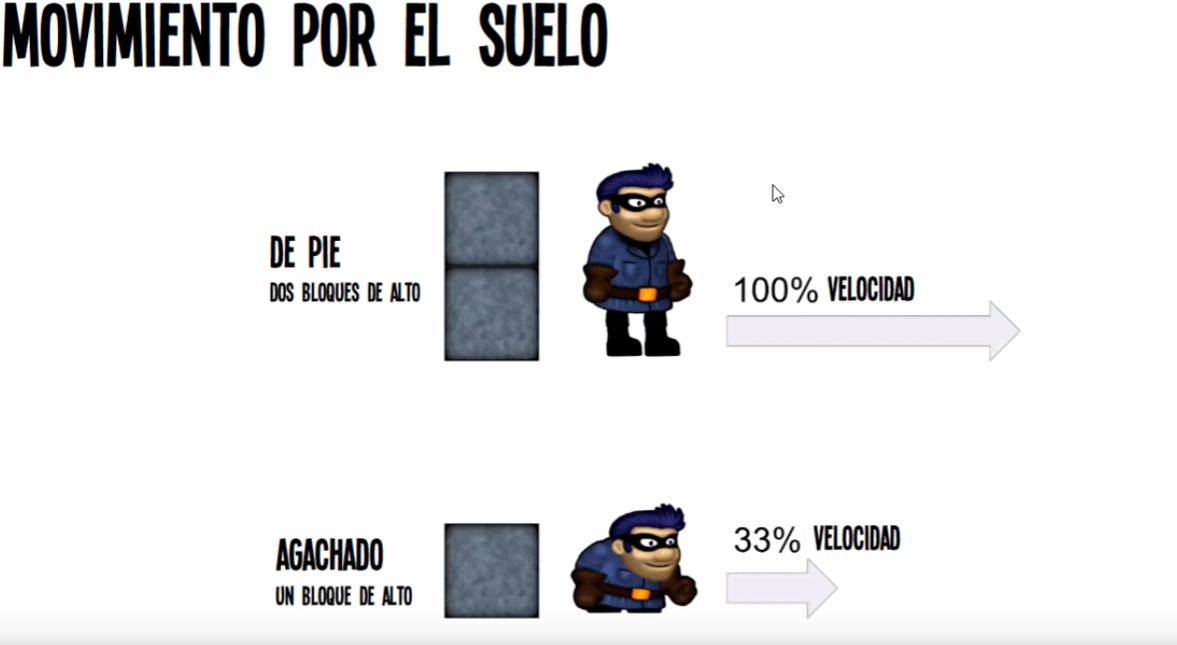 MOVIMIENTO POR EL SUELO
DE PIE
DOS BLOQUES DE ALTO
100% VELOCIDAD
AGACHADO
UN BLOQUE DE ALTO
33% VELOCIDAD